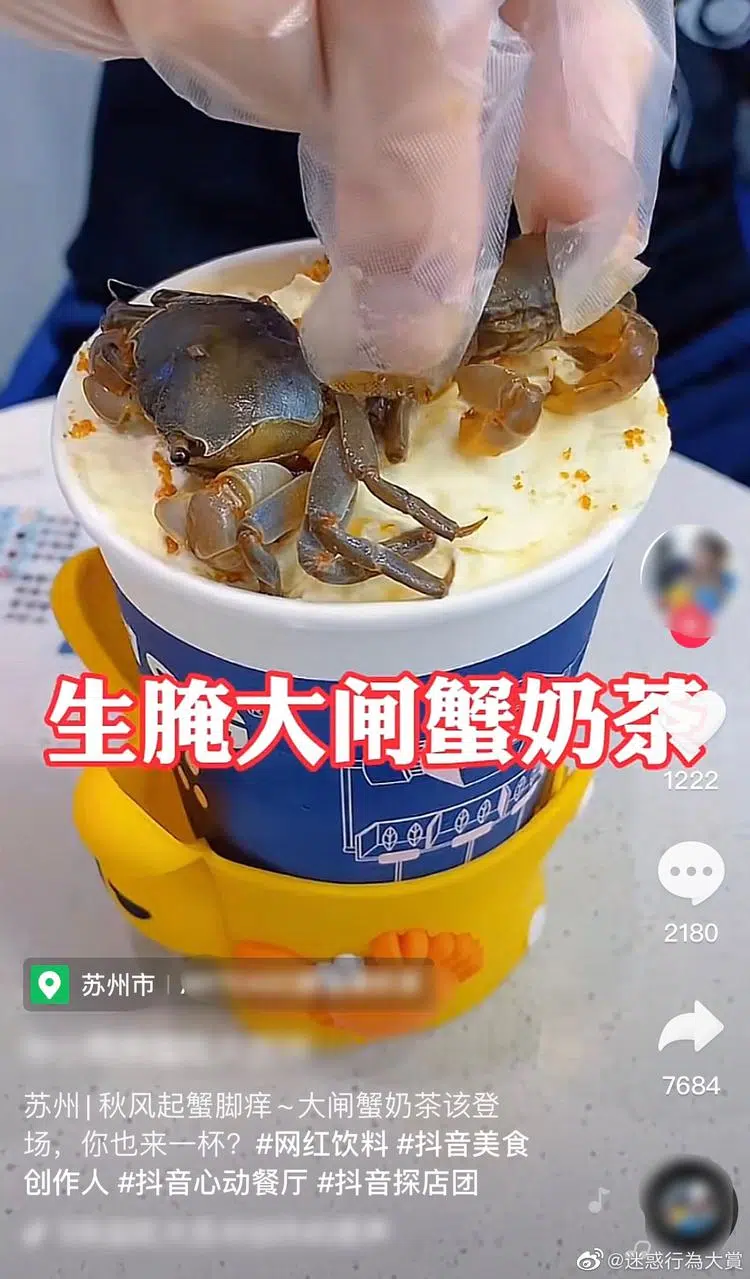 生腌大闸蟹奶茶
1222
2180
7684
苏州市
苏州|秋风起蟹脚痒~大闸蟹奶茶该登
场，你也来一杯？#网红饮料 #抖音美食
创作人 #抖音心动餐厅 #抖音探店团
@迷惑行為大賞